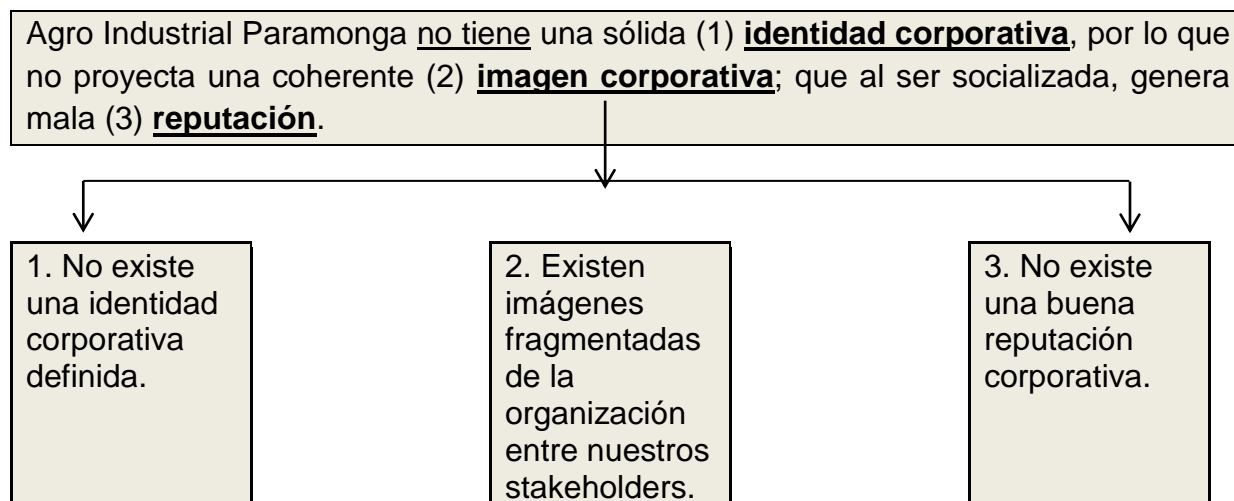 Agro Industrial Paramonga no tiene una sólida (1) identidad corporativa, por lo que
no proyecta una coherente (2) imagen corporativa; que al ser socializada, genera
mala (3) reputación.
1. No existe
una identidad
corporativa
definida.
2. Existen
imágenes
fragmentadas
de la
organización
entre nuestros
stakeholders.
3. No existe
una buena
reputación
corporativa.